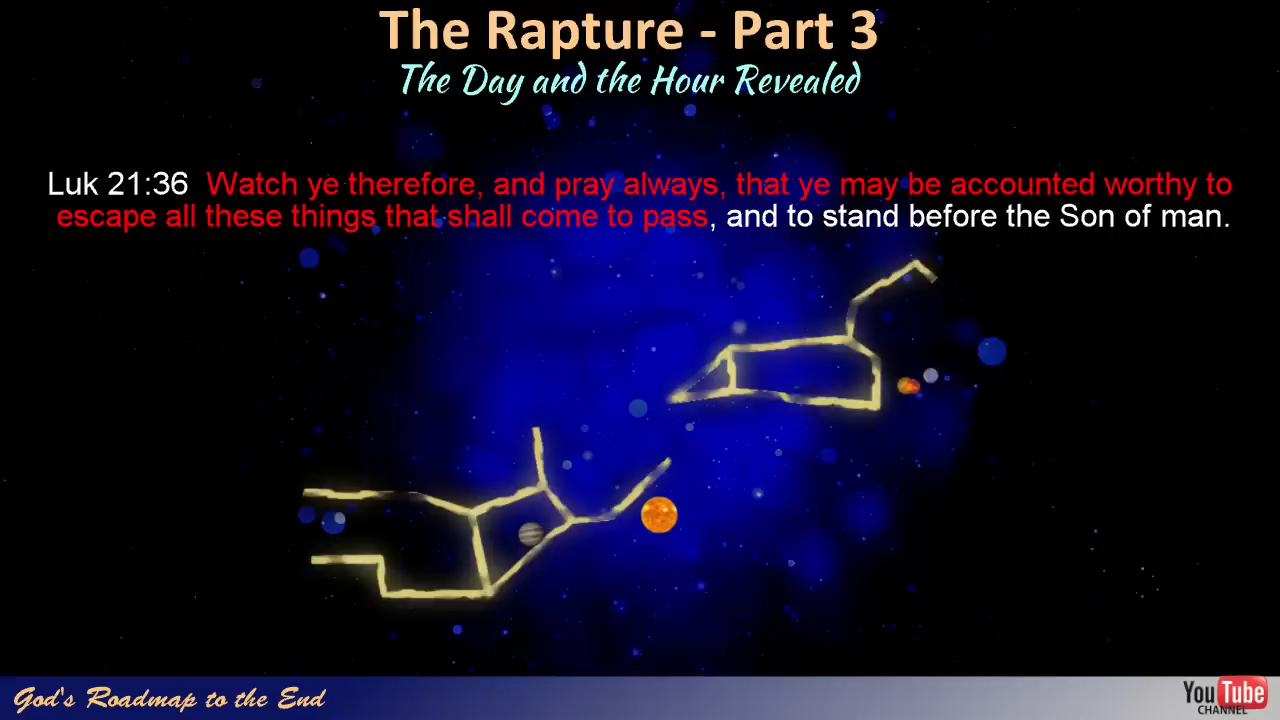 The Rapture - Part 3
The Day and the Hour Revealed
Luk 21:36  Watch ye therefore, and pray always, that ye may be accounted worthy to
escape all these things that shall come to pass, and to stand before the Son of man.
God's Roadmap to the End
YouTube
CHANNEL